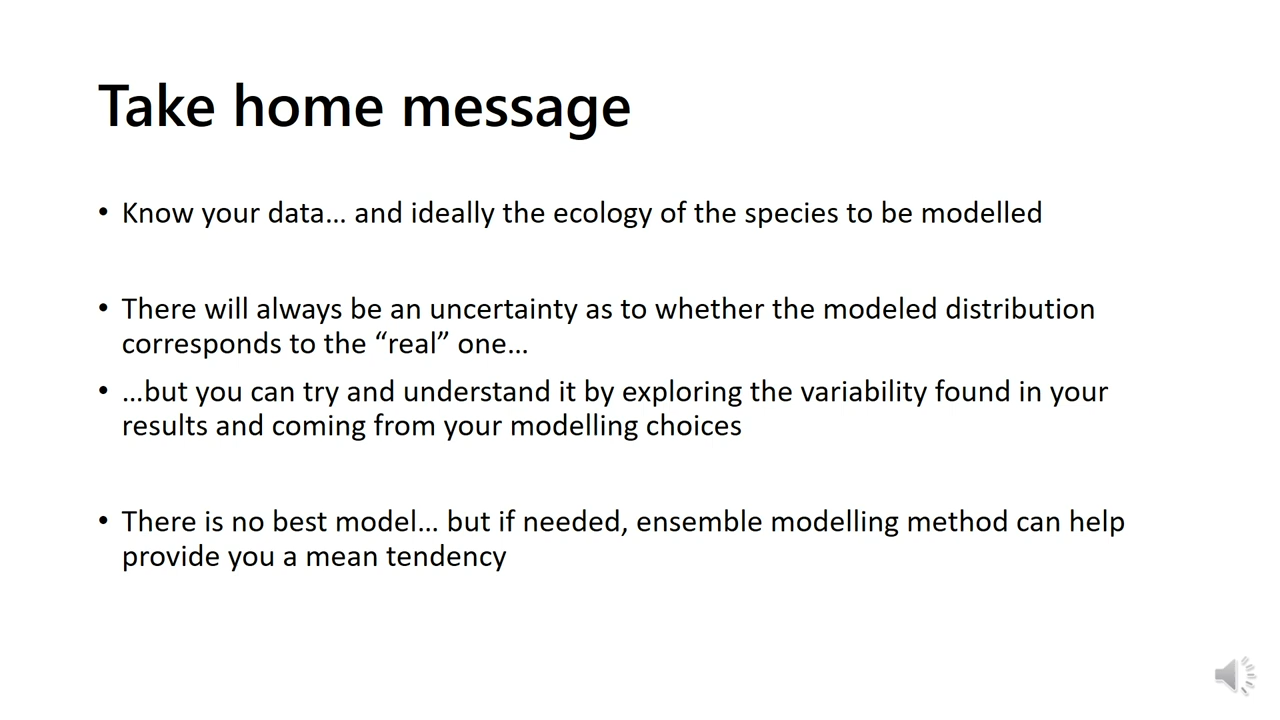 Take home message
• Know your data… and ideally the ecology of the species to be modelled
• There will always be an uncertainty as to whether the modeled distribution
corresponds to the “real” one…
• …but you can try and understand it by exploring the variability found in your
results and coming from your modelling choices
• There is no best model… but if needed, ensemble modelling method can help
provide you a mean tendency